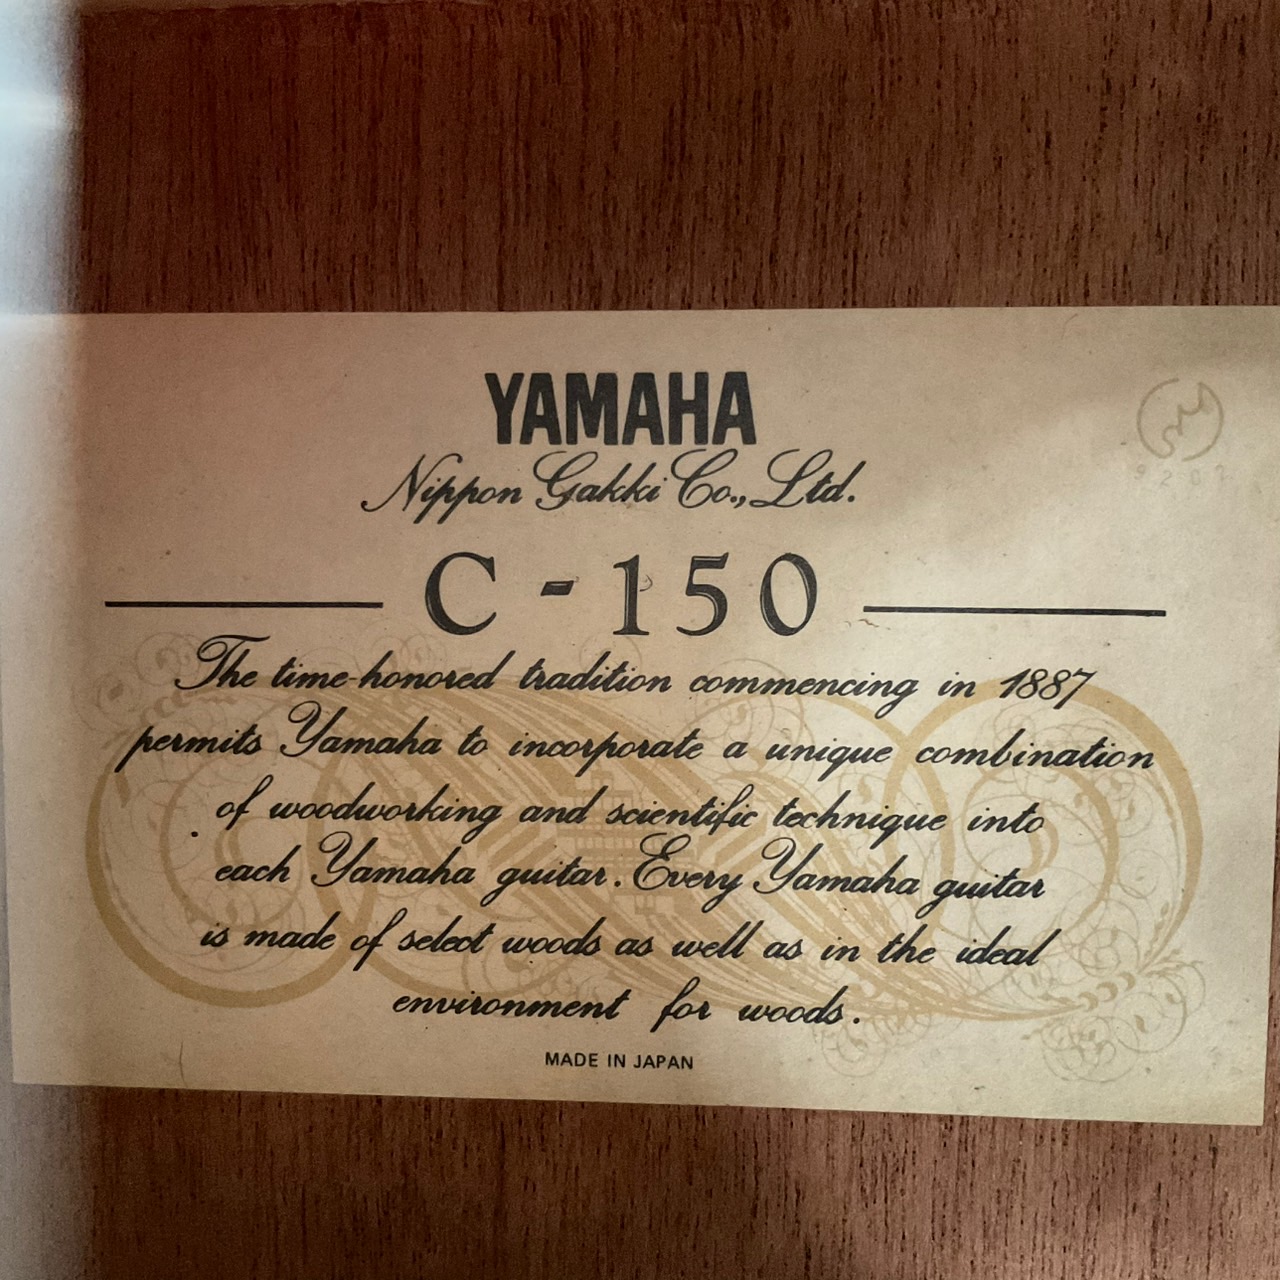 YAMAHA
Nippon Gakki Co., Ltd.
C-150
The time-honored tradition commencing in 1887
permits Yamaha to incorporate a unique combination
of woodworking and scientific technique into
each Yamaha guitar. Every Yamaha guitar
is made of select woods as well as in the ideal
environment for woods.
MADE IN JAPAN